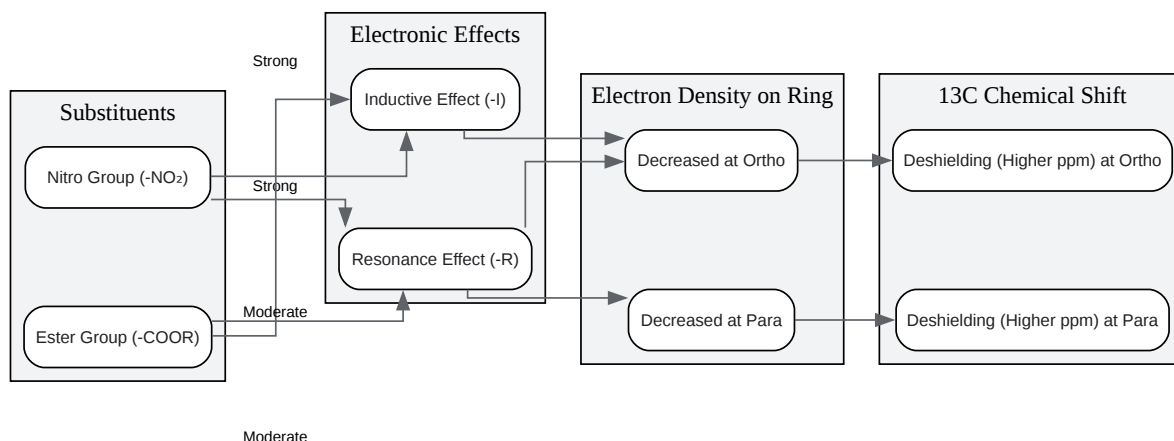 Substituents
Nitro Group (-NO₂)
Ester Group (-COOR)
Strong
Strong
Moderate
Moderate
Electronic Effects
Inductive Effect (-I)
Resonance Effect (-R)
Electron Density on Ring
Decreased at Ortho
Decreased at Para
13C Chemical Shift
Deshielding (Higher ppm) at Ortho
Deshielding (Higher ppm) at Para